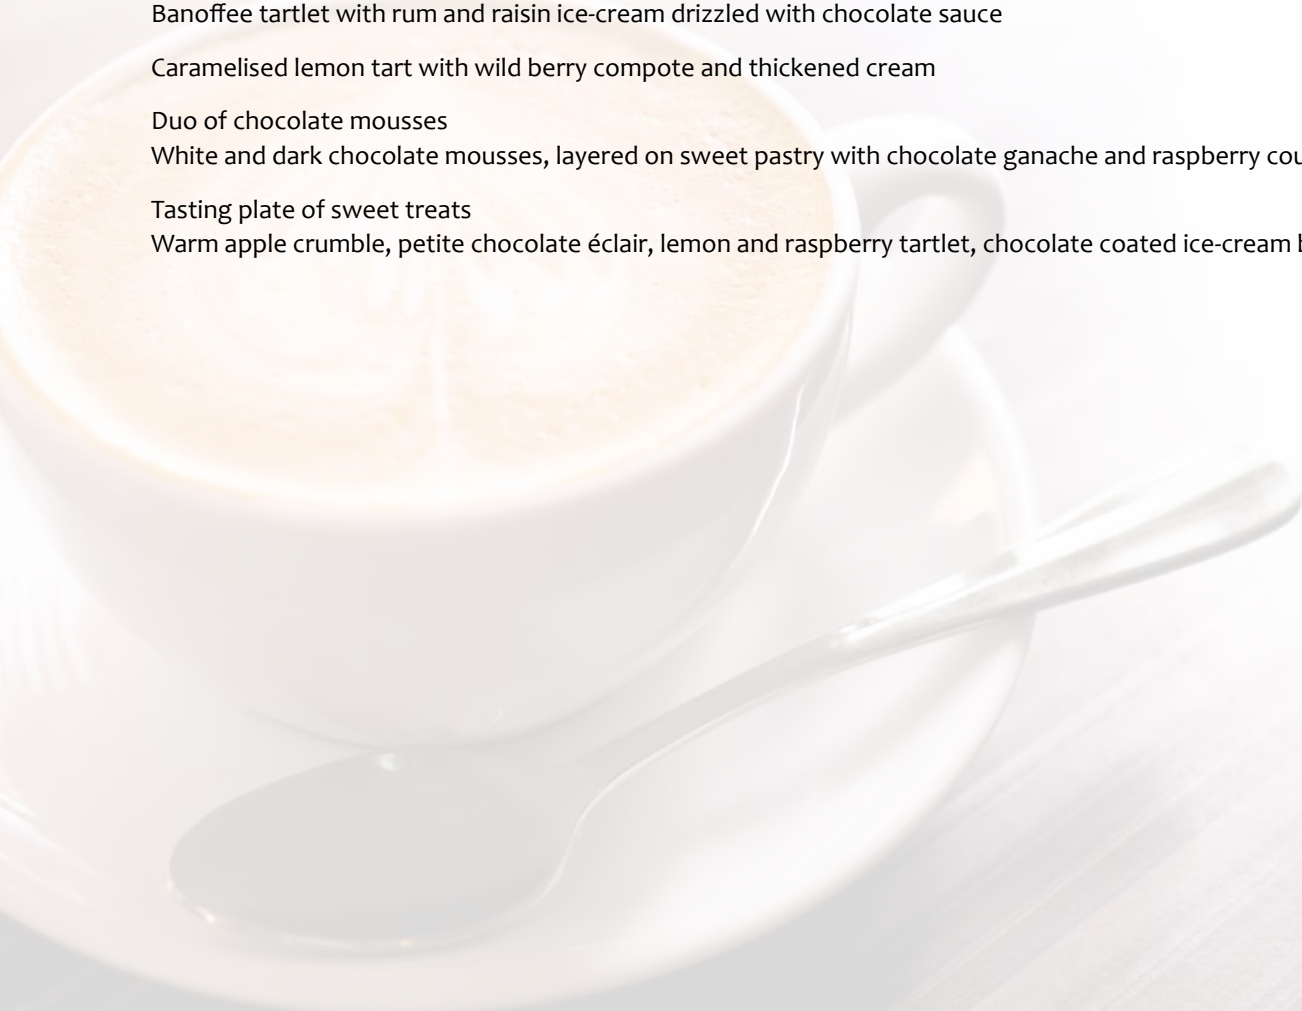 Banoffee tartlet with rum and raisin ice-cream drizzled with chocolate sauce
Caramelised lemon tart with wild berry compote and thickened cream
Duo of chocolate mousses
White and dark chocolate mousses, layered on sweet pastry with chocolate ganache and raspberry cou
Tasting plate of sweet treats
Warm apple crumble, petite chocolate éclair, lemon and raspberry tartlet, chocolate coated ice-cream